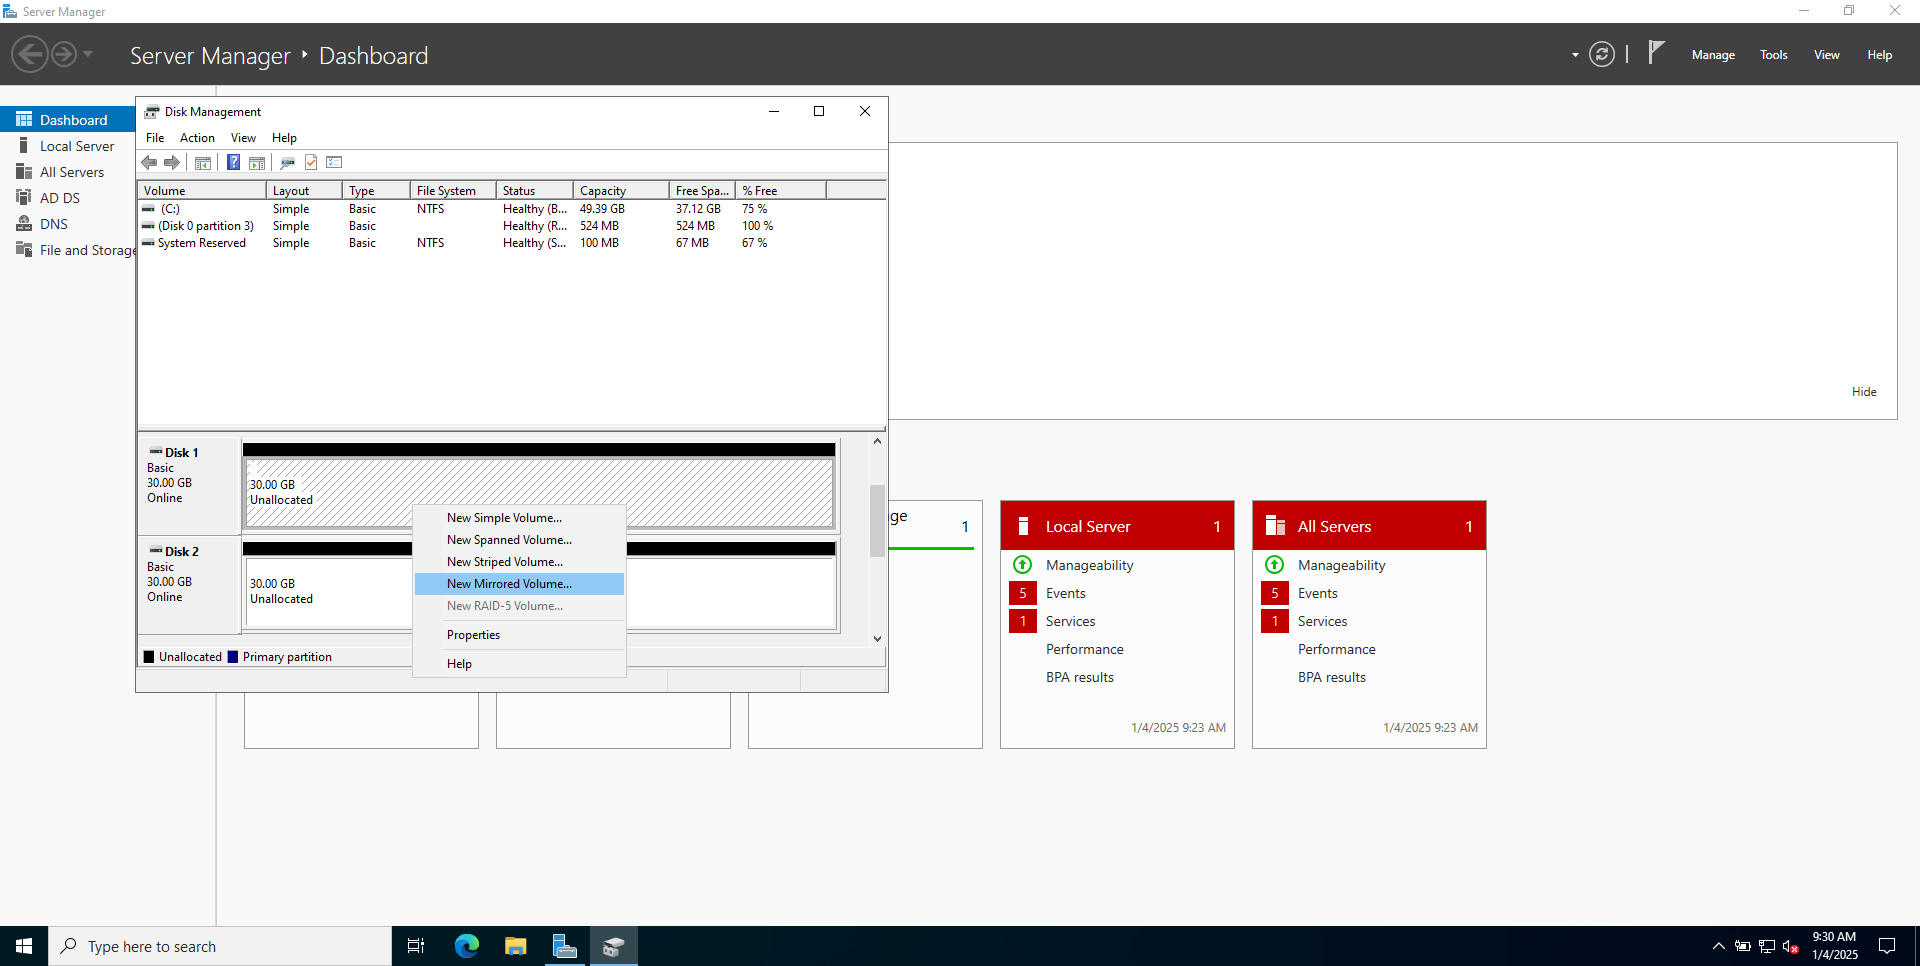 Server Manager
Server Manager ‣ Dashboard
Manage Tools View Help
Dashboard
Local Server
All Servers
AD DS
DNS
File and Storage
Disk Management
File Action View Help
Volume Layout Type File System Status Capacity Free Spa... % Free
(C:) Simple Basic NTFS Healthy (B... 49.39 GB 37.12 GB 75 %
(Disk 0 partition 3) Simple Basic Healthy (R... 524 MB 524 MB 100 %
System Reserved Simple Basic NTFS Healthy (S... 100 MB 67 MB 67 %
Hide
Disk 1
Basic
30.00 GB
Online
30.00 GB
Unallocated
Disk 2
Basic
30.00 GB
Online
30.00 GB
Unallocated
New Simple Volume...
New Spanned Volume...
New Striped Volume...
New Mirrored Volume...
New RAID-5 Volume...
Properties
Help
Unallocated Primary partition
ge 1
Local Server 1
Manageability
5 Events
1 Services
Performance
BPA results
1/4/2025 9:23 AM
All Servers 1
Manageability
5 Events
1 Services
Performance
BPA results
1/4/2025 9:23 AM
Type here to search
9:30 AM
1/4/2025